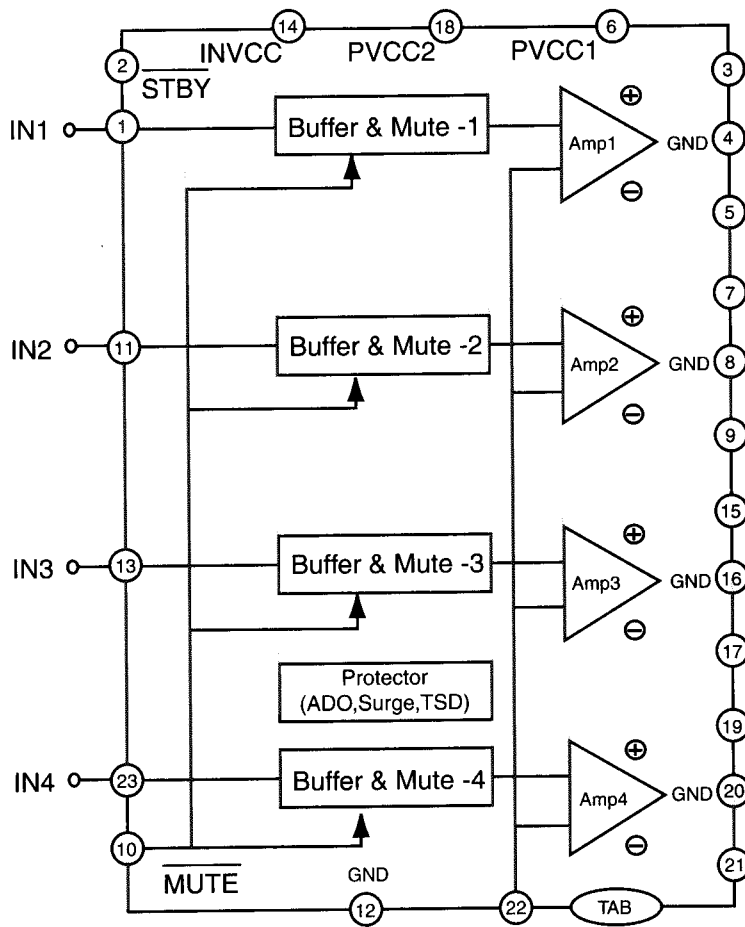 14 18 6
INVCC PVCC2 PVCC1
2 STBY 3
IN1 1 Buffer & Mute -1 Amp1 + − GND 4
5
7
IN2 11 Buffer & Mute -2 Amp2 + − GND 8
9
15
IN3 13 Buffer & Mute -3 Amp3 + − GND 16
17
Protector
(ADO,Surge,TSD)
19
IN4 23 Buffer & Mute -4 Amp4 + − GND 20
10 MUTE 21
GND
12 22 TAB